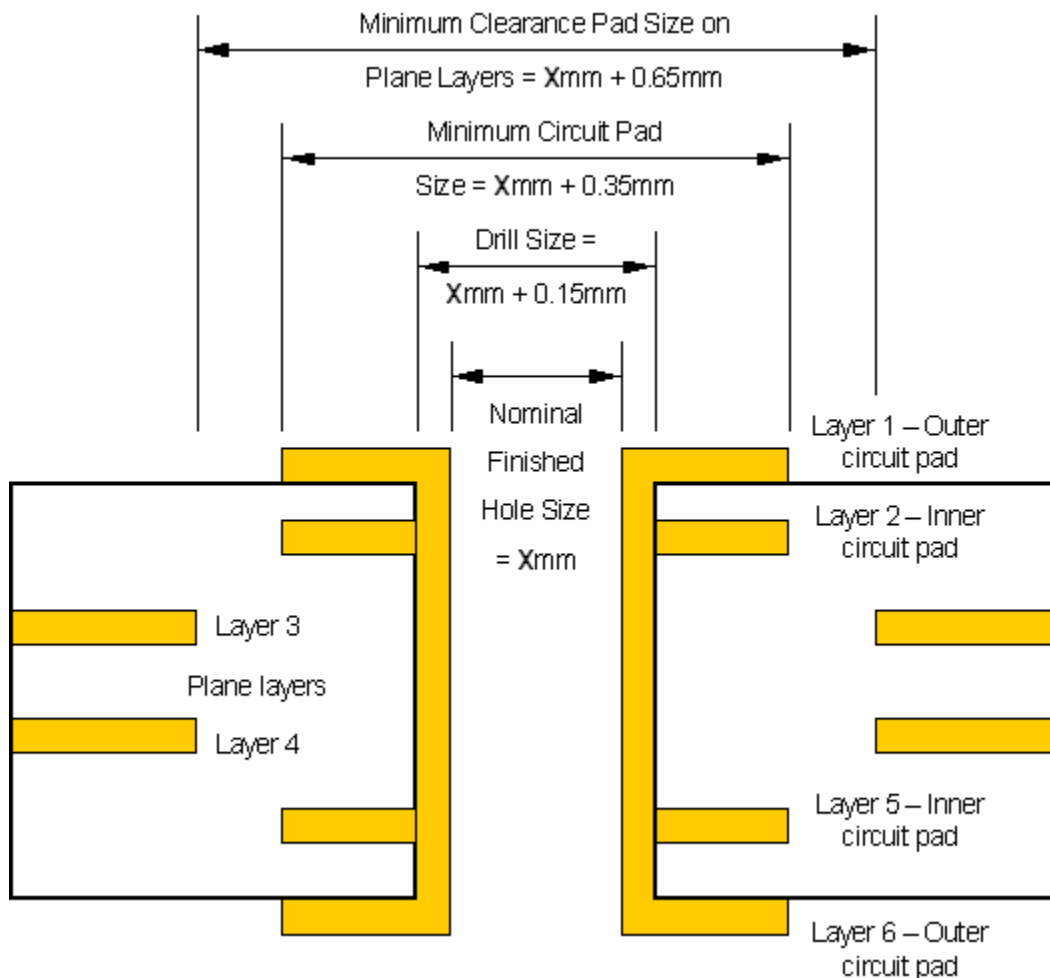 Minimum Clearance Pad Size on
Plane Layers = Xmm + 0.65mm
Minimum Circuit Pad
Size = Xmm + 0.35mm
Drill Size =
Xmm + 0.15mm
Nominal
Finished
Hole Size
= Xmm
Layer 1 – Outer
circuit pad
Layer 2 – Inner
circuit pad
Layer 3
Plane layers
Layer 4
Layer 5 – Inner
circuit pad
Layer 6 – Outer
circuit pad